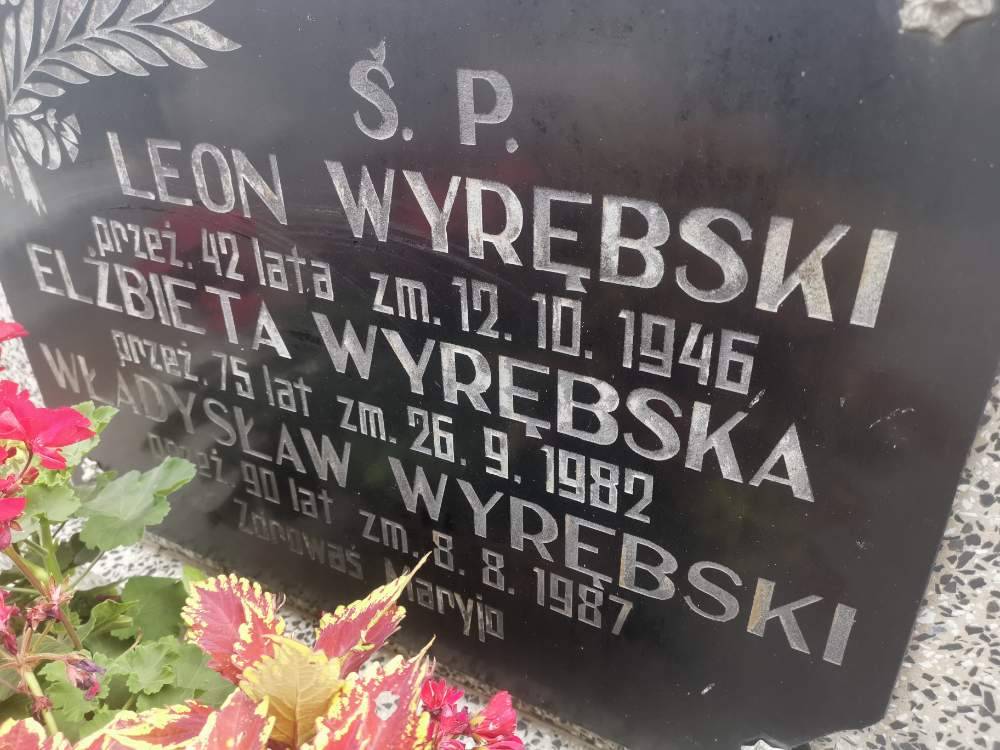 Ś. P.
LEON WYRĘBSKI
przeż. 42 lata zm. 12. 10. 1946
ELŻBIETA WYRĘBSKA
przeż. 75 lat zm. 26. 9. 1982
WŁADYSŁAW WYRĘBSKI
przeż. 90 lat zm. 8. 8. 1987
Zdrowaś Maryjo